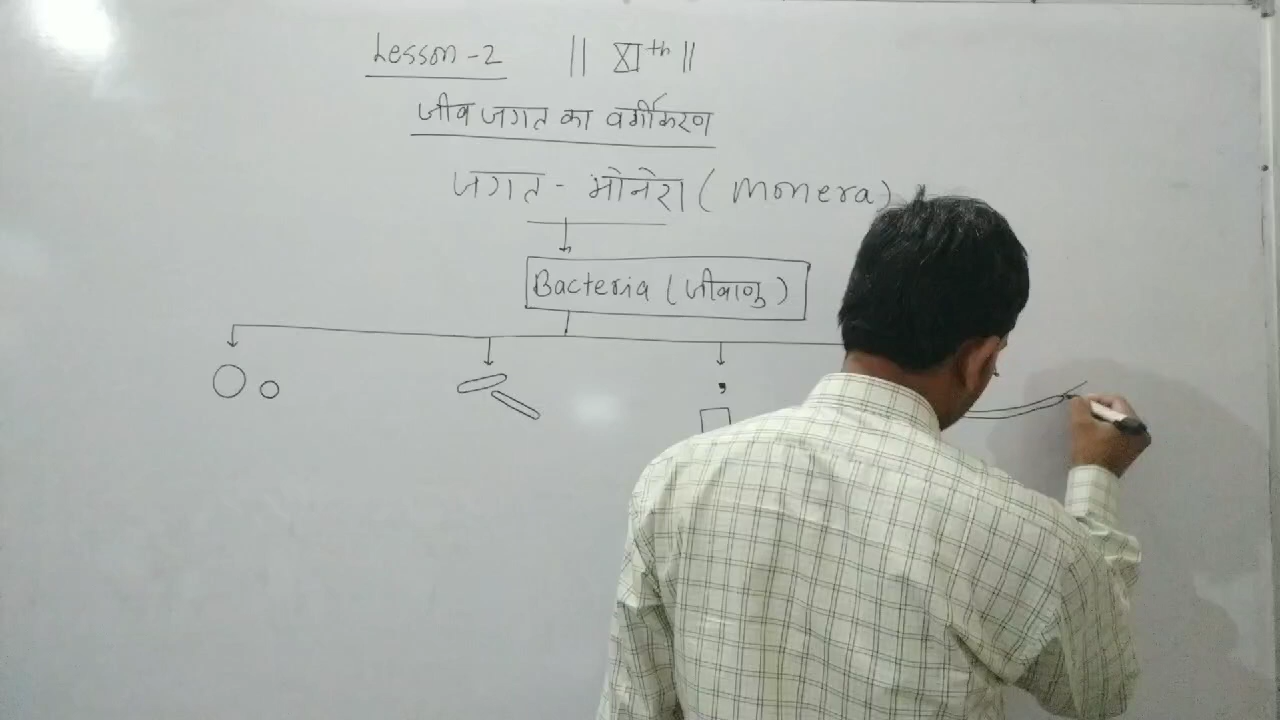 Lesson-2 || XIth ||
जीव जगत का वर्गीकरण
जगत - मोनेरा ( Monera )
Bacteria ( जीवाणु )